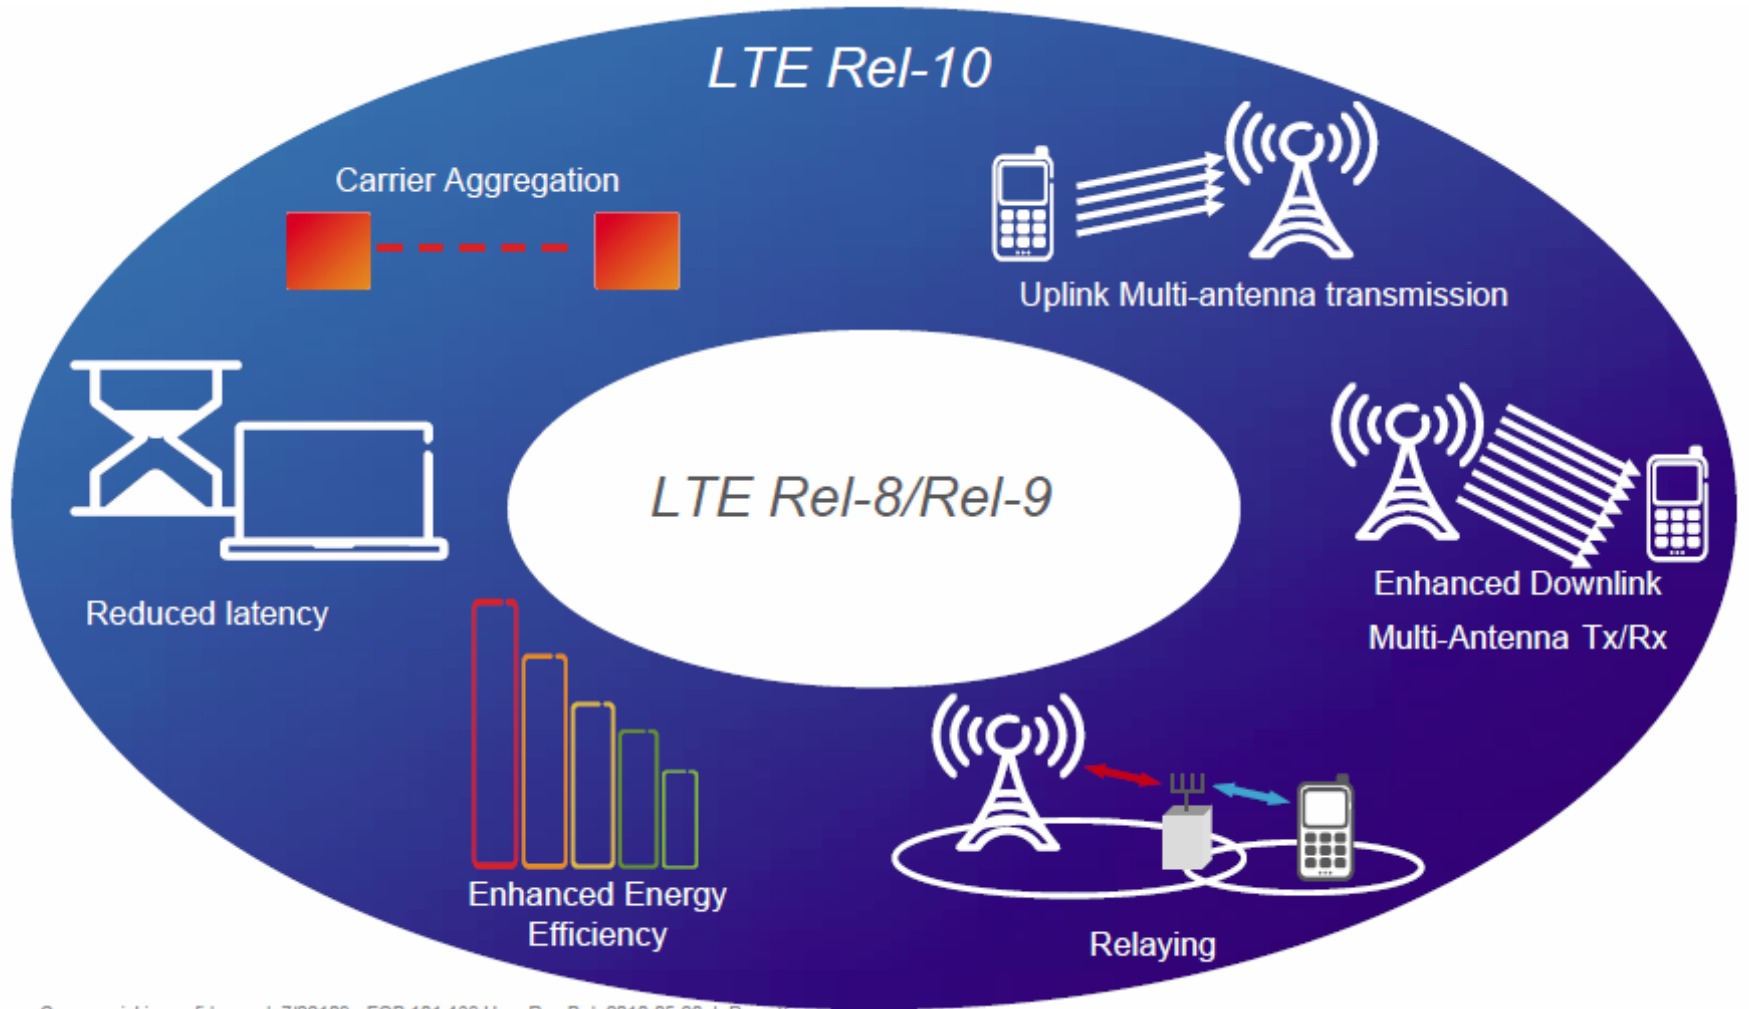 LTE Rel-10
Carrier Aggregation
Uplink Multi-antenna transmission
LTE Rel-8/Rel-9
Enhanced Downlink
Multi-Antenna Tx/Rx
Reduced latency
Enhanced Energy
Efficiency
Relaying